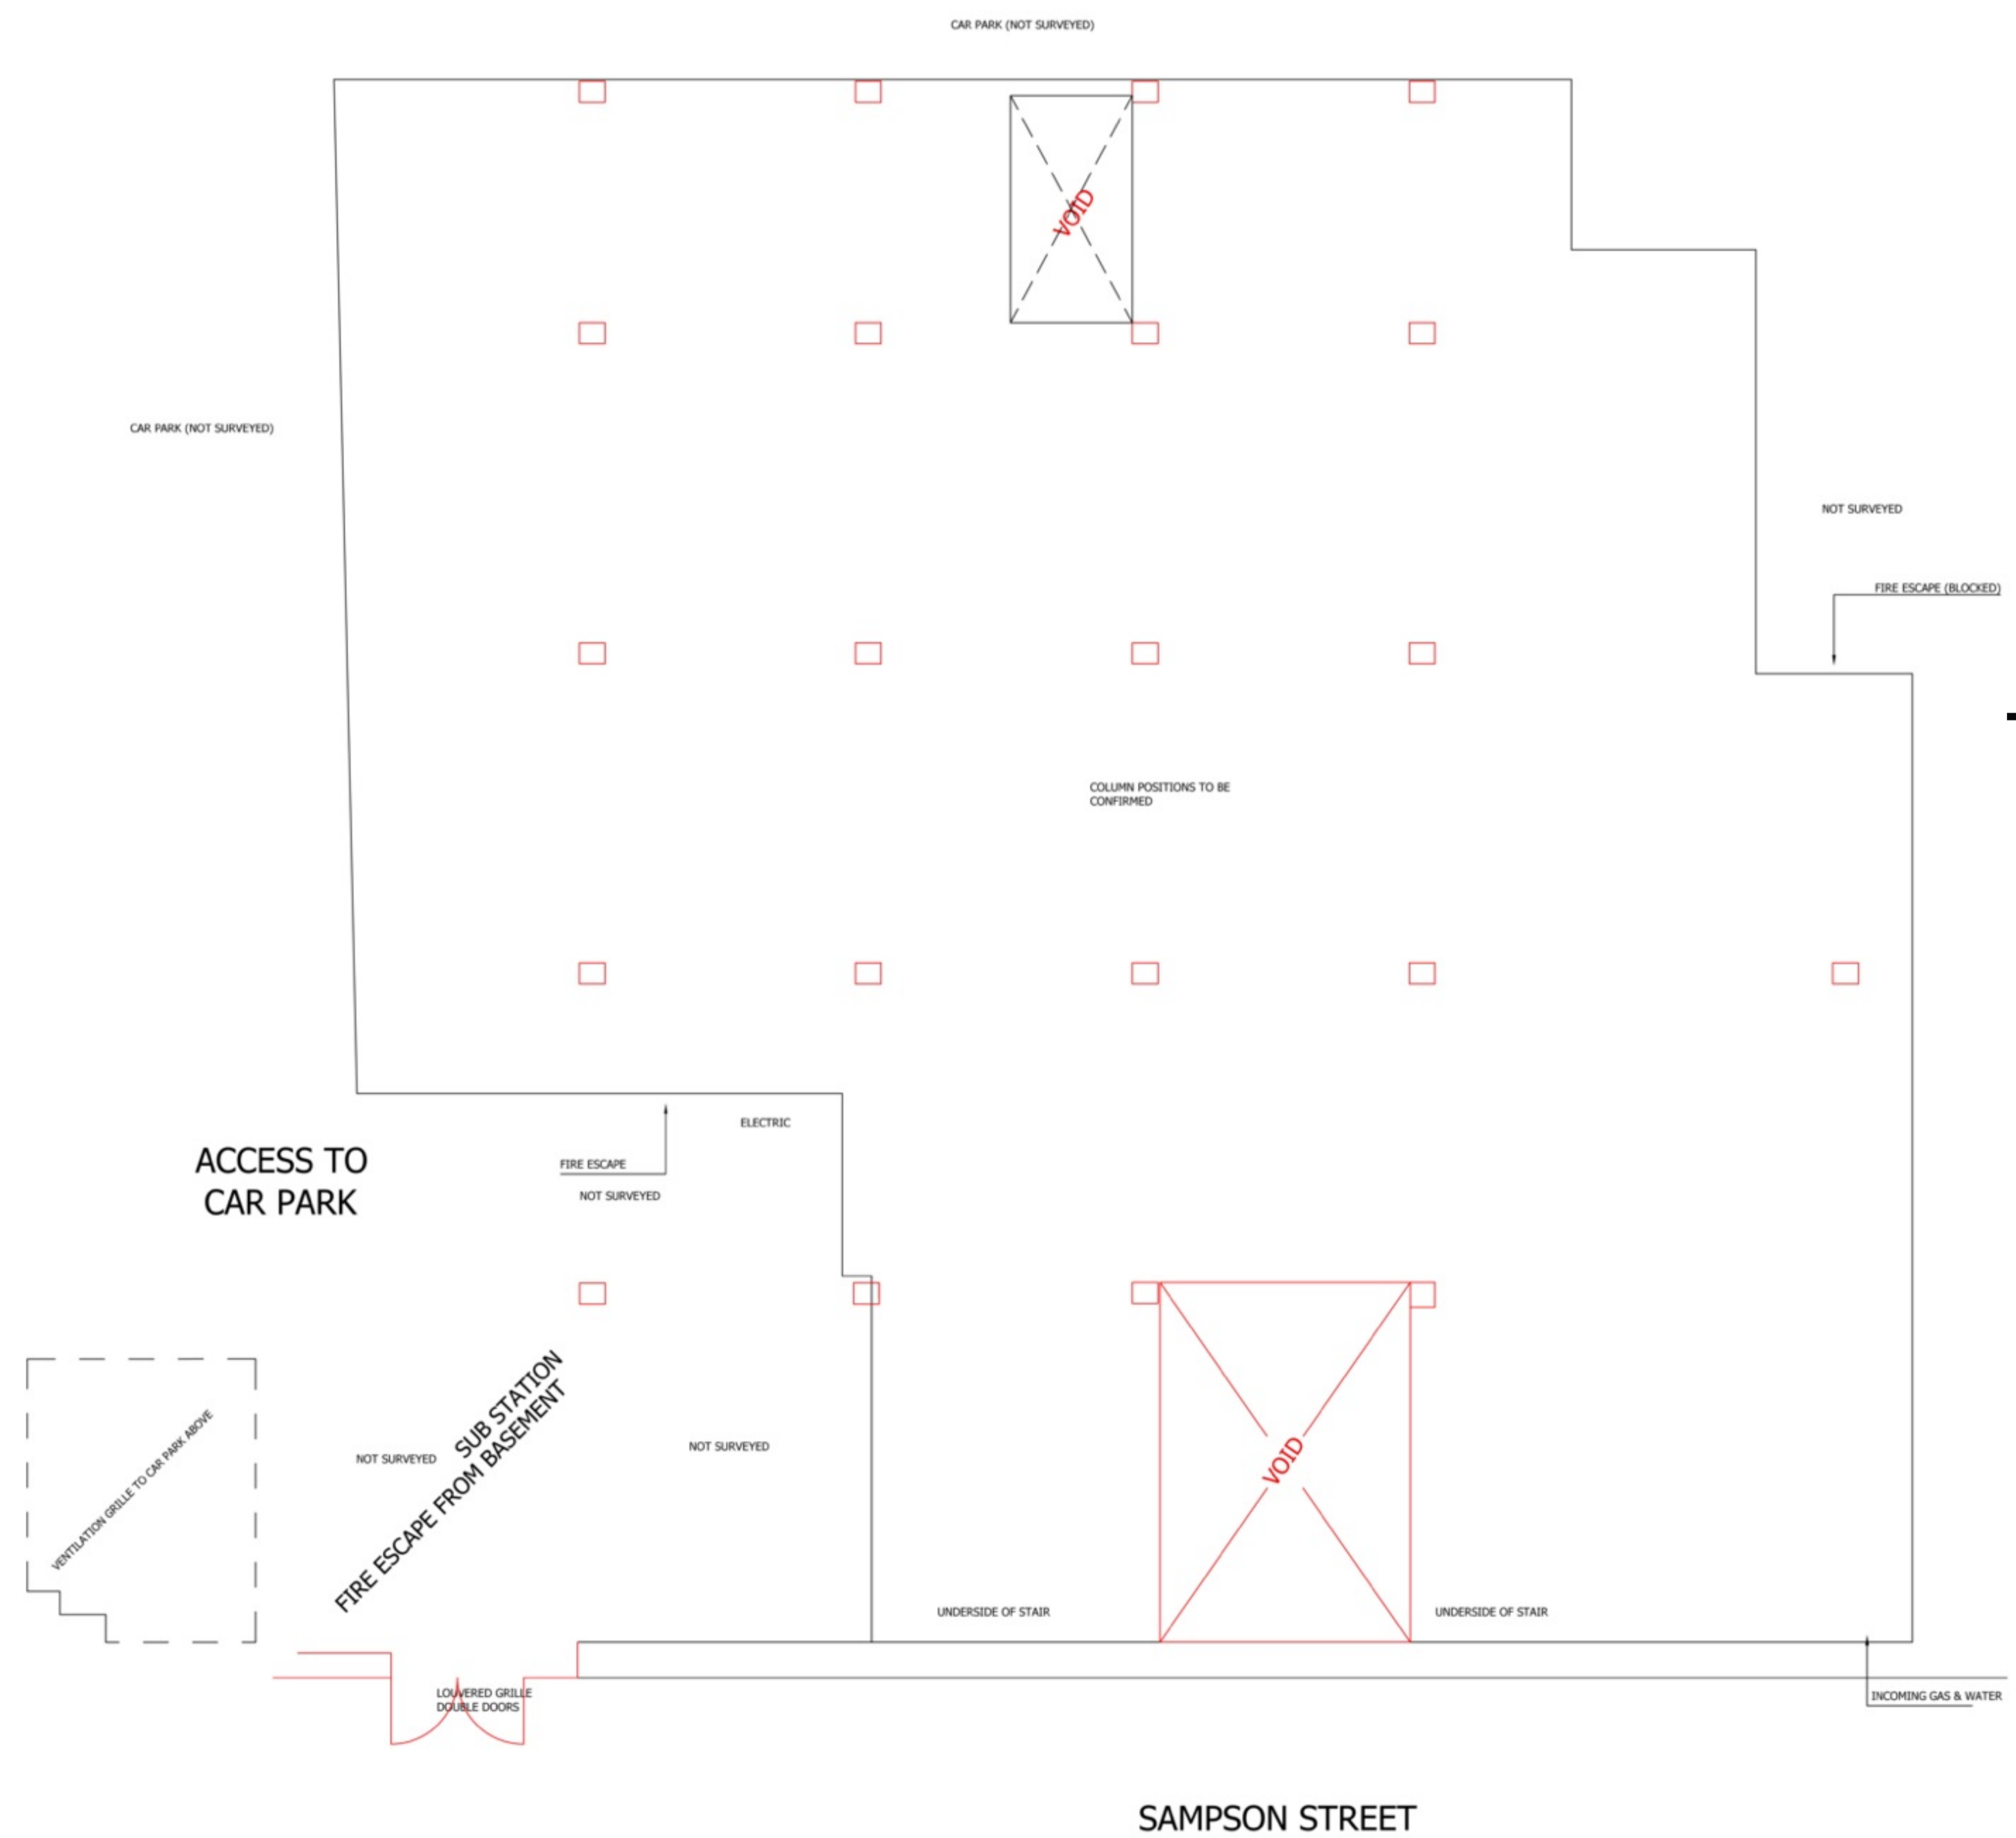 CAR PARK (NOT SURVEYED)
VOID
CAR PARK (NOT SURVEYED)
NOT SURVEYED
FIRE ESCAPE (BLOCKED)
COLUMN POSITIONS TO BE
CONFIRMED
ELECTRIC
ACCESS TO
CAR PARK
FIRE ESCAPE
NOT SURVEYED
SUB STATION
FIRE ESCAPE FROM BASEMENT
VENTILATION GRILLE TO CAR PARK ABOVE
NOT SURVEYED
NOT SURVEYED
VOID
UNDERSIDE OF STAIR
UNDERSIDE OF STAIR
LOUVERED GRILLE
DOUBLE DOORS
INCOMING GAS & WATER
SAMPSON STREET